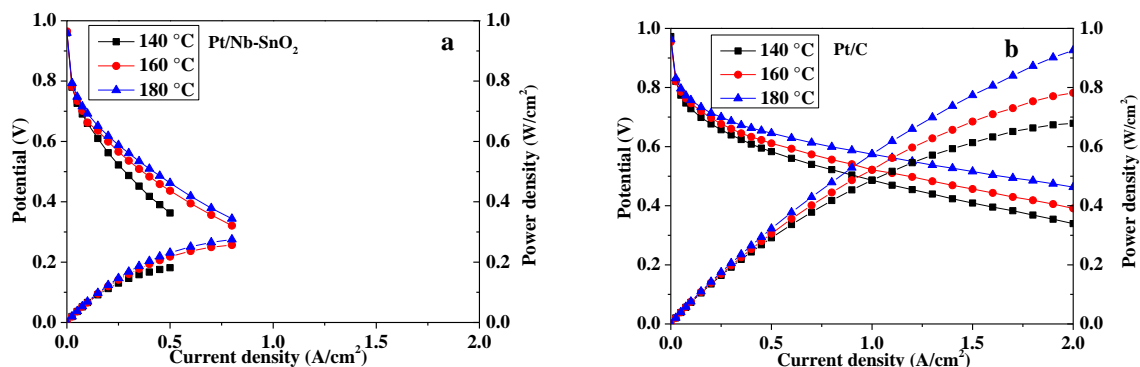 a
Pt/Nb-SnO2
140 °C
160 °C
180 °C
Potential (V)
1.0
0.8
0.6
0.4
0.2
0.0
Power density (W/cm2)
1.0
0.8
0.6
0.4
0.2
0.0
0.0 0.5 1.0 1.5 2.0
Current density (A/cm2)
b
Pt/C
140 °C
160 °C
180 °C
Potential (V)
1.0
0.8
0.6
0.4
0.2
0.0
Power density (W/cm2)
1.0
0.8
0.6
0.4
0.2
0.0
0.0 0.5 1.0 1.5 2.0
Current density (A/cm2)